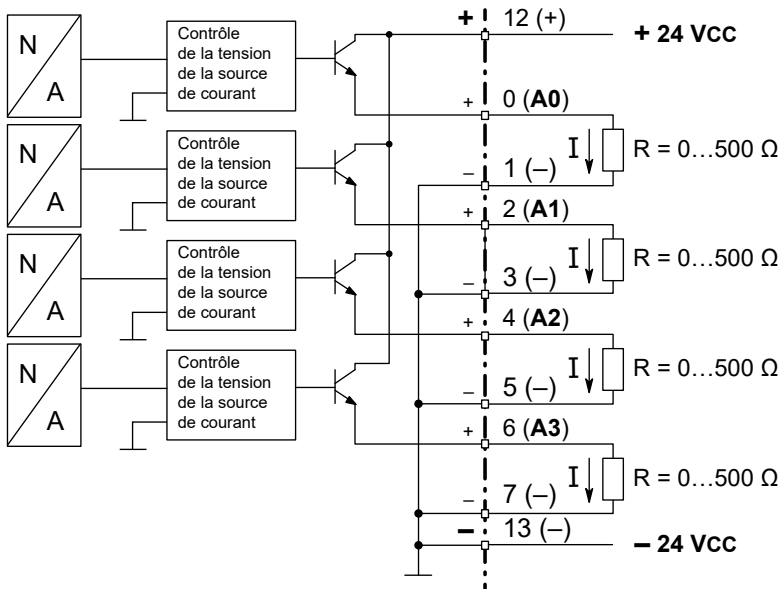 N
A
Contrôle
de la tension
de la source
de courant
+ 12 (+) + 24 VCC
+ 0 (A0)
I R = 0…500 Ω
– 1 (–)
N
A
Contrôle
de la tension
de la source
de courant
+ 2 (A1)
I R = 0…500 Ω
– 3 (–)
N
A
Contrôle
de la tension
de la source
de courant
+ 4 (A2)
I R = 0…500 Ω
– 5 (–)
N
A
Contrôle
de la tension
de la source
de courant
+ 6 (A3)
I R = 0…500 Ω
– 7 (–)
– 13 (–) – 24 VCC